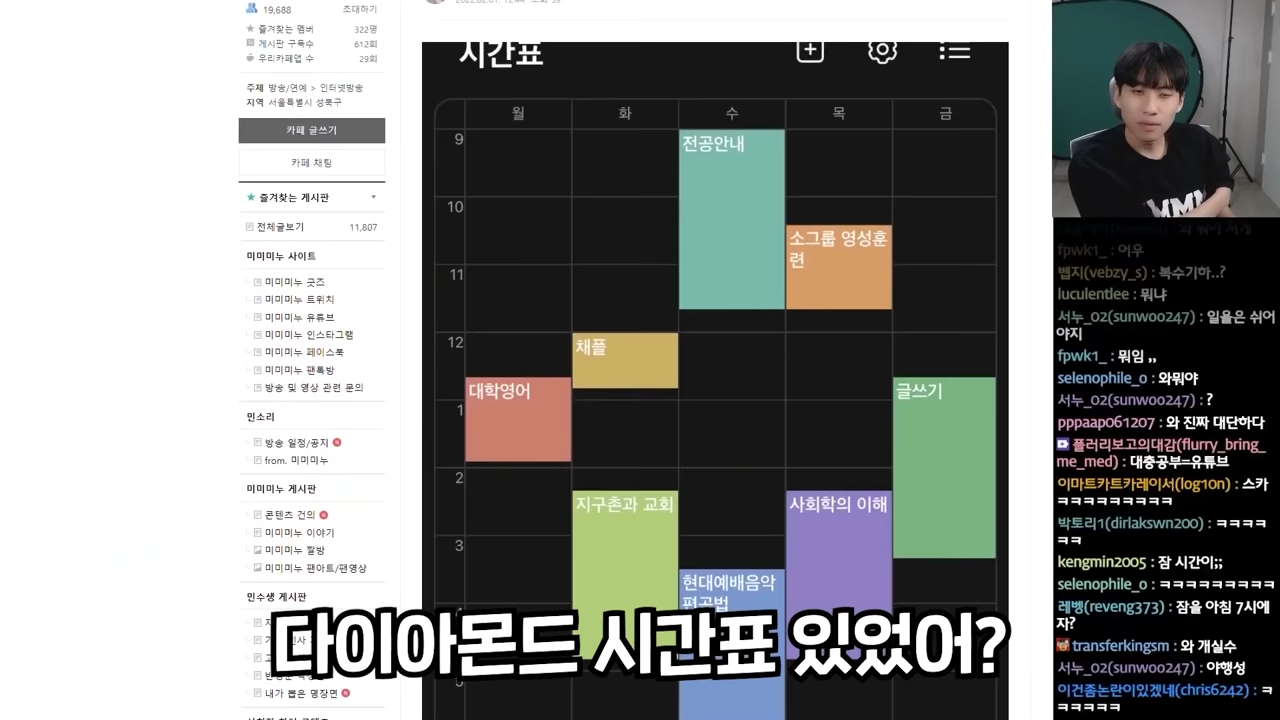 19,688
초대하기
즐겨찾는 멤버
322명
게시판 구독수
612회
우리카페앱 수
29회
주제 방송/연예 > 인터넷방송
지역 서울특별시 성북구
카페 글쓰기
카페 채팅
즐겨찾는 게시판
전체글보기
11,807
미미미누 사이트
미미미누 굿즈
미미미누 트위치
미미미누 유튜브
미미미누 인스타그램
미미미누 페이스북
미미미누 팬톡방
방송 및 영상 관련 문의
민소리
방송 일정/공지
from. 미미미누
미미미누 게시판
콘텐츠 건의
미미미누 이야기
미미미누 짤방
미미미누 팬아트/팬영상
민수생 게시판
내가 뽑은 명장면
시간표
월 화 수 목 금
9
전공안내
10
소그룹 영성훈
련
11
12
채플
대학영어
글쓰기
1
2
지구촌과 교회
사회학의 이해
3
현대예배음악
편곡법
다이아몬드 시간표 있었어?
MMM
fpwk1_ : 어우
벱지(vebzy_s) : 복수기하..?
luculentlee : 뭐냐
서누_02(sunwoo247) : 일욜은 쉬어
야지
fpwk1_ : 뭐임 ,,
selenophile_o : 와뭐야
서누_02(sunwoo247) : ?
pppaap061207 : 와 진짜 대단하다
플러리보고의대감(flurry_bring_
me_med) : 대충공부=유튜브
이마트카트카레이서(log10n) : 스카
ㅋㅋㅋㅋㅋㅋㅋㅋㅋ
박토리1(dirlakswn200) : ㅋㅋㅋㅋ
ㅋㅋ
kengmin2005 : 잠 시간이;;
selenophile_o : ㅋㅋㅋㅋㅋㅋㅋㅋㅋ
레벵(reveng373) : 잠을 아침 7시에
자?
transferkingsm : 와 개실수
서누_02(sunwoo247) : 야행성
이건좀논란이있겠네(chris6242) : ㅋ
ㅋㅋㅋㅋㅋ